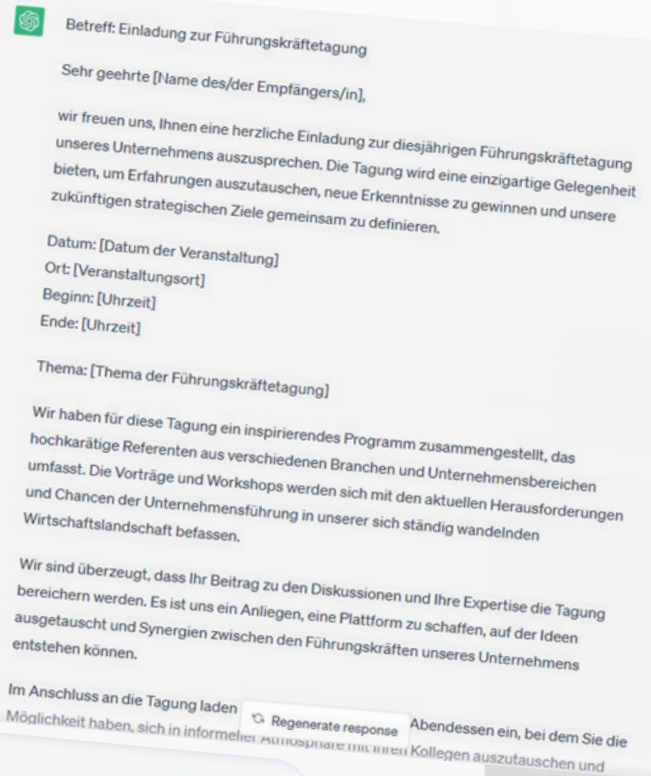 Betreff: Einladung zur Führungskräftetagung
Sehr geehrte [Name des/der Empfängers/in],
wir freuen uns, Ihnen eine herzliche Einladung zur diesjährigen Führungskräftetagung
unseres Unternehmens auszusprechen. Die Tagung wird eine einzigartige Gelegenheit
bieten, um Erfahrungen auszutauschen, neue Erkenntnisse zu gewinnen und unsere
zukünftigen strategischen Ziele gemeinsam zu definieren.
Datum: [Datum der Veranstaltung]
Ort: [Veranstaltungsort]
Beginn: [Uhrzeit]
Ende: [Uhrzeit]
Thema: [Thema der Führungskräftetagung]
Wir haben für diese Tagung ein inspirierendes Programm zusammengestellt, das
hochkarätige Referenten aus verschiedenen Branchen und Unternehmensbereichen
umfasst. Die Vorträge und Workshops werden sich mit den aktuellen Herausforderungen
und Chancen der Unternehmensführung in unserer sich ständig wandelnden
Wirtschaftslandschaft befassen.
Wir sind überzeugt, dass Ihr Beitrag zu den Diskussionen und Ihre Expertise die Tagung
bereichern werden. Es ist uns ein Anliegen, eine Plattform zu schaffen, auf der Ideen
ausgetauscht und Synergien zwischen den Führungskräften unseres Unternehmens
entstehen können.
Im Anschluss an die Tagung laden Abendessen ein, bei dem Sie die
Regenerate response
Möglichkeit haben, sich in informeller Atmosphäre mit Ihren Kollegen auszutauschen und